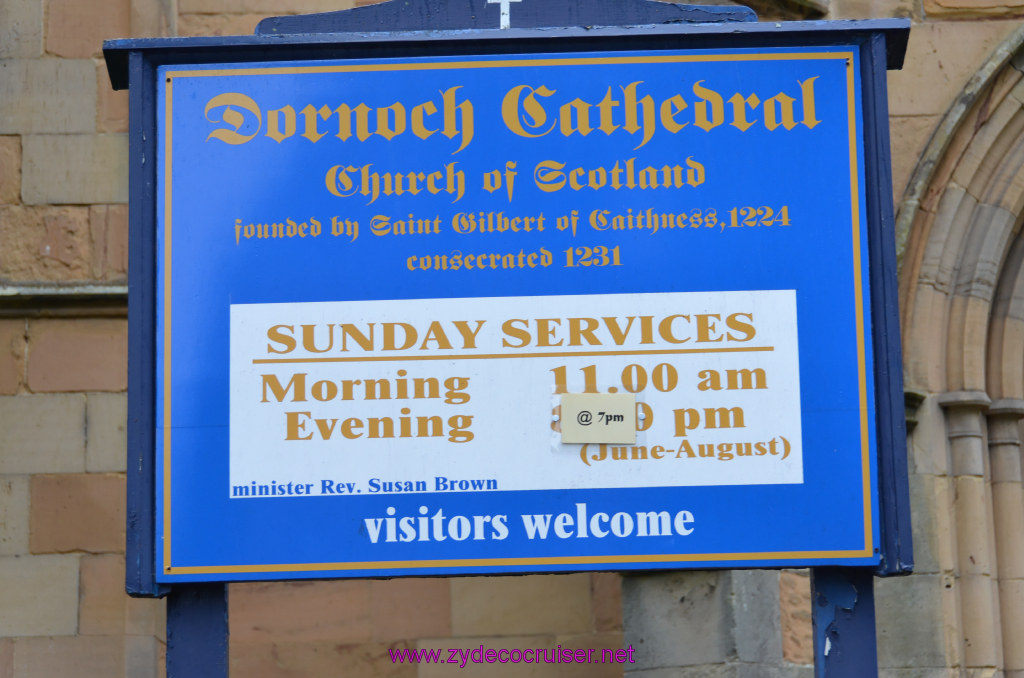 Dornoch Cathedral
Church of Scotland
founded by Saint Gilbert of Caithness, 1224
consecrated 1231
SUNDAY SERVICES
Morning 11.00 am
Evening @ 7pm pm
(June-August)
minister Rev. Susan Brown
visitors welcome
www.zydecocruiser.net